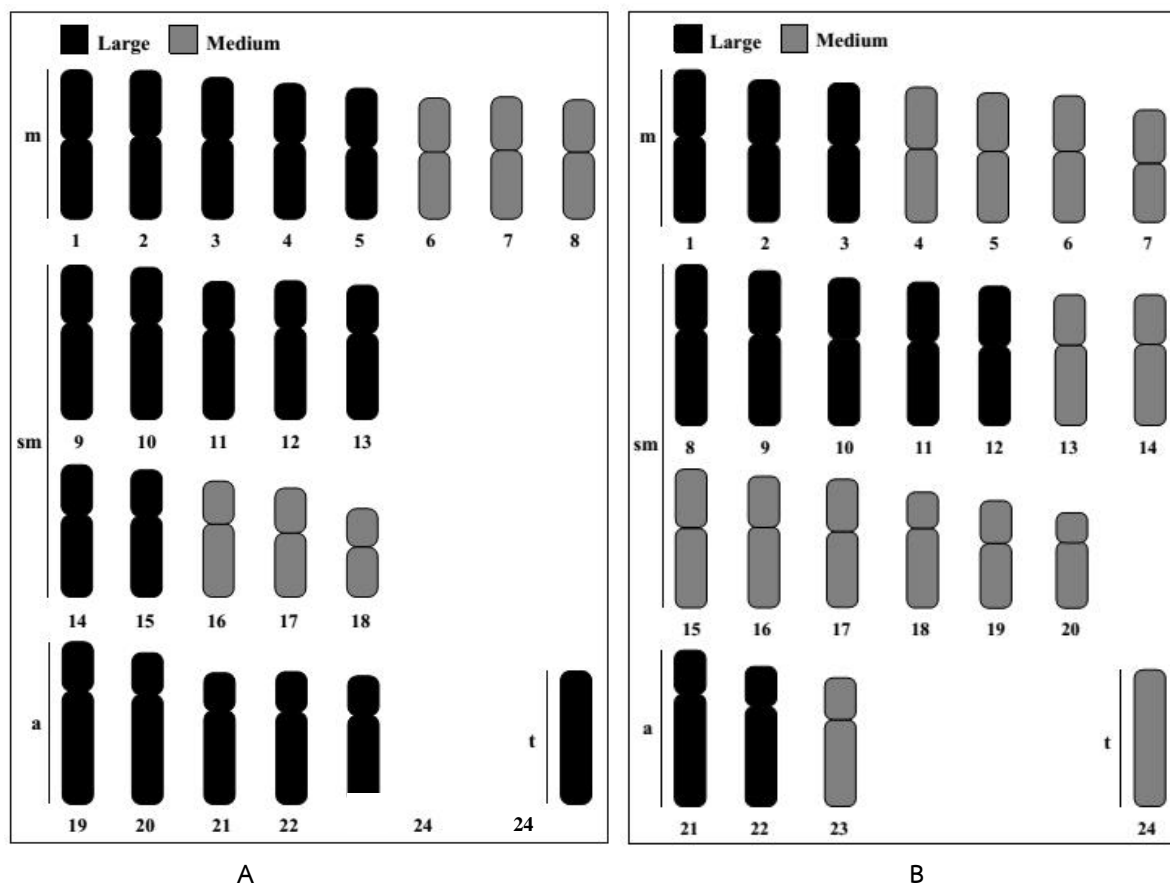 Large Medium
m
1 2 3 4 5 6 7 8
9 10 11 12 13
sm
14 15 16 17 18
a
t
19 20 21 22 24 24
A
Large Medium
m
1 2 3 4 5 6 7
8 9 10 11 12 13 14
sm
15 16 17 18 19 20
a
t
21 22 23 24
B